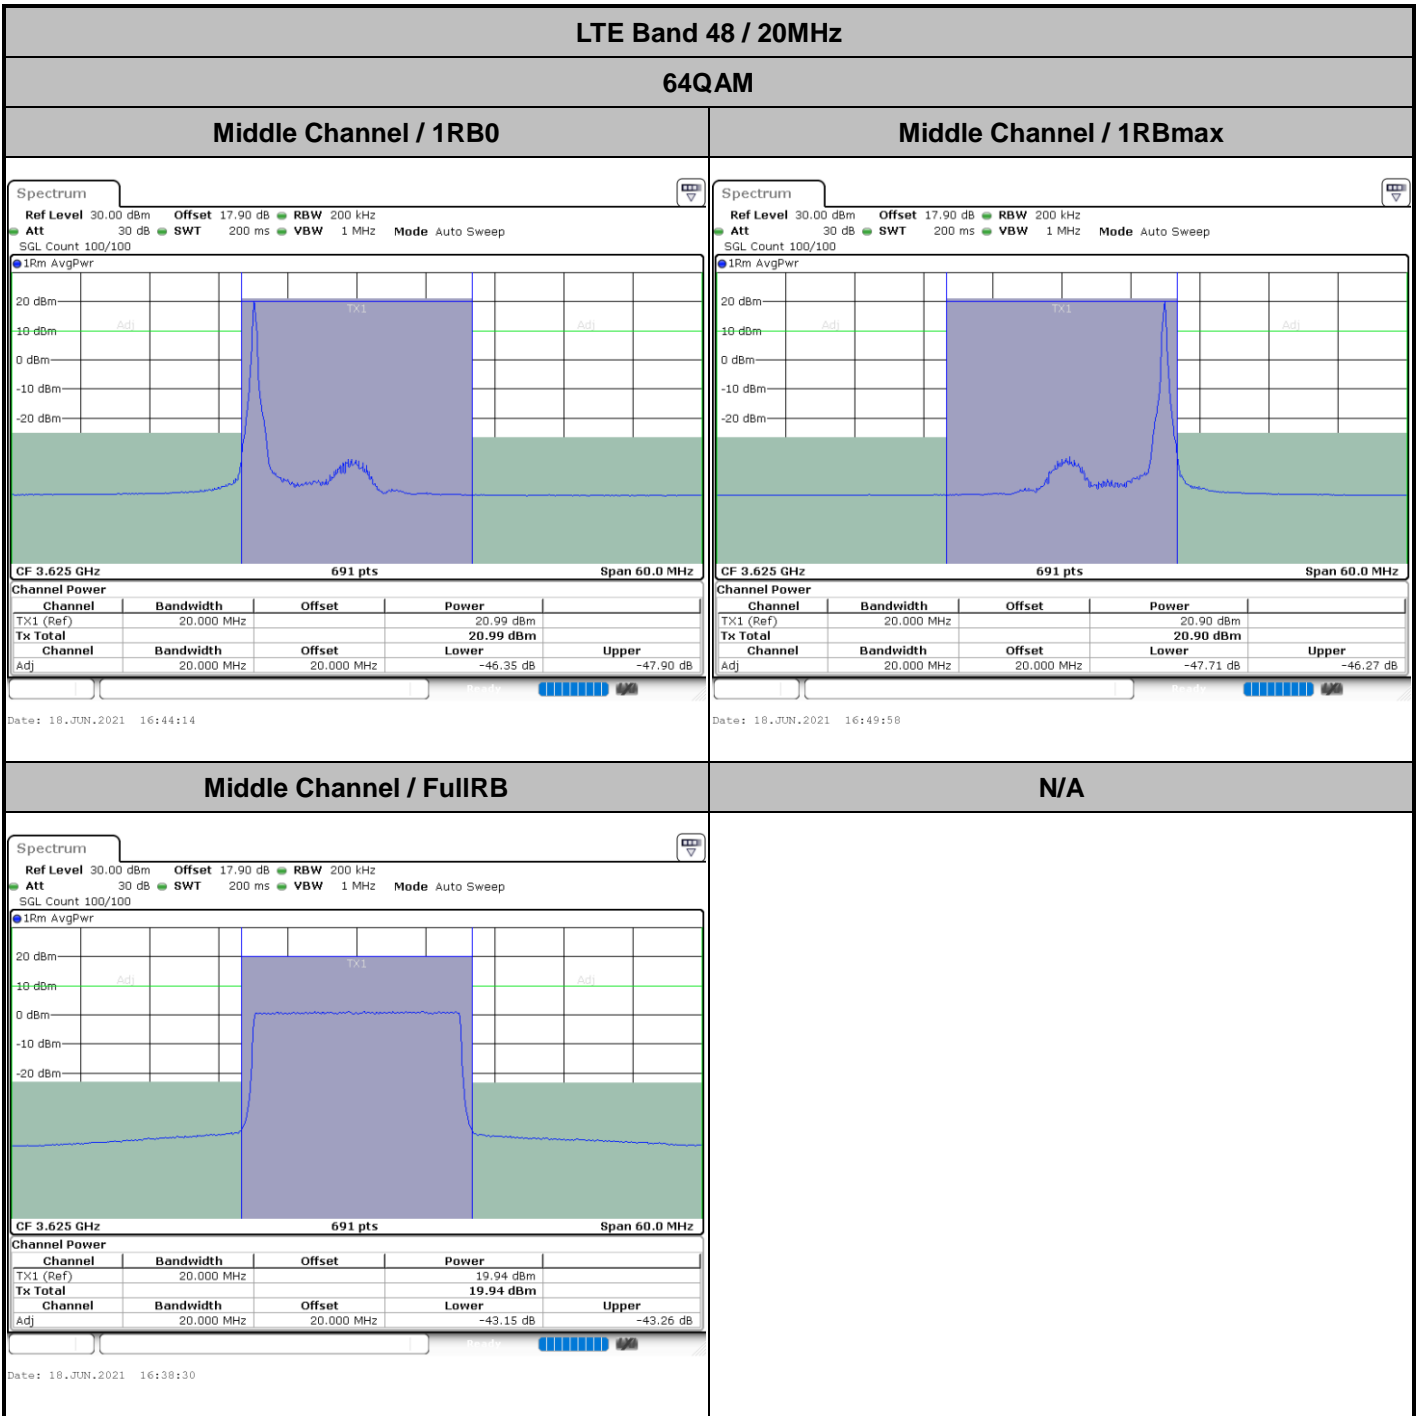 LTE Band 48 / 20MHz
64QAM
Middle Channel / 1RB0
Middle Channel / 1RBmax
Spectrum
Ref Level 30.00 dBm Offset 17.90 dB RBW 200 kHz
Att 30 dB SWT 200 ms VBW 1 MHz Mode Auto Sweep
SGL Count 100/100
1Rm AvgPwr
TX1
20 dBm
Adj
Adj
10 dBm
0 dBm
-10 dBm
-20 dBm
CF 3.625 GHz 691 pts Span 60.0 MHz
Channel Power
Channel Bandwidth Offset Power
TX1 (Ref) 20.000 MHz 20.99 dBm
Tx Total 20.99 dBm
Channel Bandwidth Offset Lower Upper
Adj 20.000 MHz 20.000 MHz -46.35 dB -47.90 dB
Ready
Date: 18.JUN.2021 16:44:14
Spectrum
Ref Level 30.00 dBm Offset 17.90 dB RBW 200 kHz
Att 30 dB SWT 200 ms VBW 1 MHz Mode Auto Sweep
SGL Count 100/100
1Rm AvgPwr
TX1
20 dBm
Adj
Adj
10 dBm
0 dBm
-10 dBm
-20 dBm
CF 3.625 GHz 691 pts Span 60.0 MHz
Channel Power
Channel Bandwidth Offset Power
TX1 (Ref) 20.000 MHz 20.90 dBm
Tx Total 20.90 dBm
Channel Bandwidth Offset Lower Upper
Adj 20.000 MHz 20.000 MHz -47.71 dB -46.27 dB
Ready
Date: 18.JUN.2021 16:49:58
Middle Channel / FullRB
N/A
Spectrum
Ref Level 30.00 dBm Offset 17.90 dB RBW 200 kHz
Att 30 dB SWT 200 ms VBW 1 MHz Mode Auto Sweep
SGL Count 100/100
1Rm AvgPwr
TX1
20 dBm
Adj
Adj
10 dBm
0 dBm
-10 dBm
-20 dBm
CF 3.625 GHz 691 pts Span 60.0 MHz
Channel Power
Channel Bandwidth Offset Power
TX1 (Ref) 20.000 MHz 19.94 dBm
Tx Total 19.94 dBm
Channel Bandwidth Offset Lower Upper
Adj 20.000 MHz 20.000 MHz -43.15 dB -43.26 dB
Ready
Date: 18.JUN.2021 16:38:30